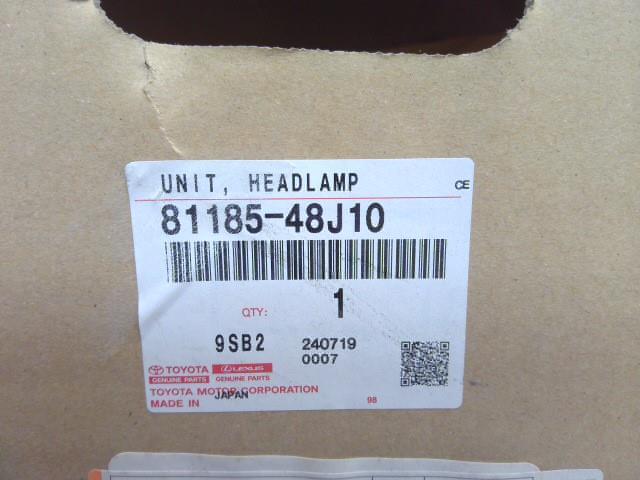 UNIT, HEADLAMP
CE
81185-48J10
QTY: 1
9SB2 240719
0007
TOYOTA LEXUS
GENUINE PARTS GENUINE PARTS
TOYOTA MOTOR CORPORATION
MADE IN JAPAN 98